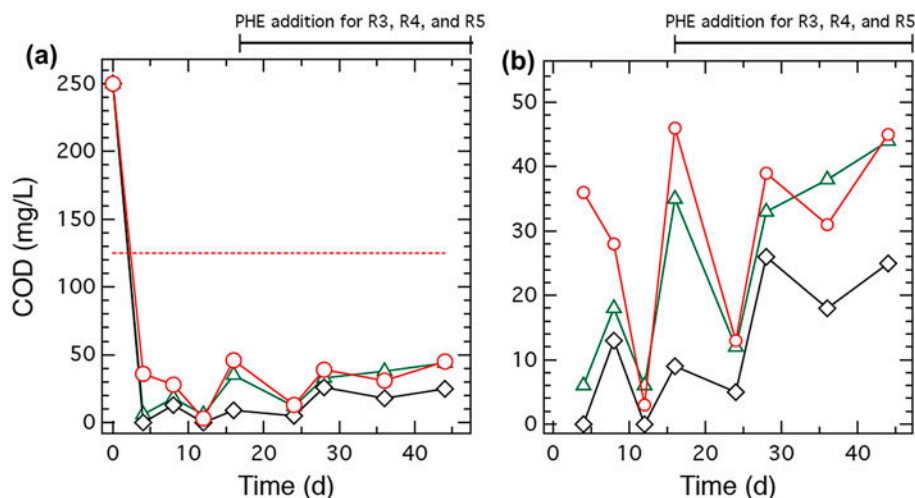 PHE addition for R3, R4, and R5
PHE addition for R3, R4, and R5
(a)
(b)
COD (mg/L)
250
200
150
100
50
0
0 10 20 30 40
Time (d)
50
40
30
20
10
0
0 10 20 30 40
Time (d)